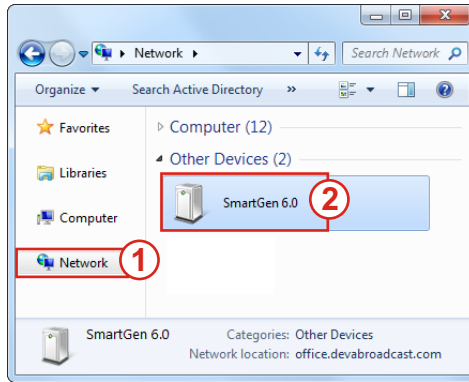 Network
Search Network
Organize
Search Active Directory
»
Favorites
Computer (12)
Other Devices (2)
Libraries
SmartGen 6.0
2
Computer
Network
1
SmartGen 6.0
Categories: Other Devices
Network location: office.devabroadcast.com